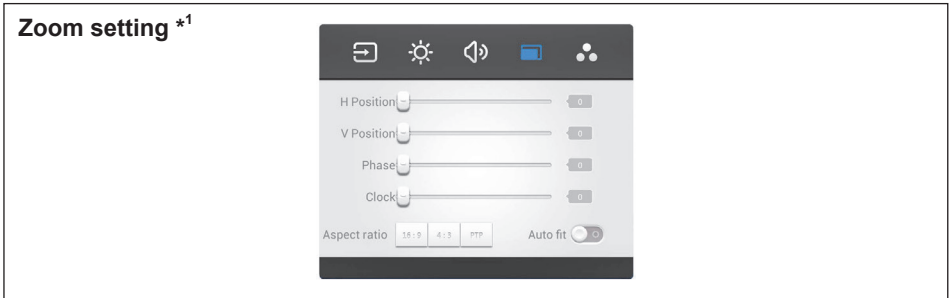 Zoom setting *1
H Position 0
V Position 0
Phase 0
Clock 0
Aspect ratio 16:9 4:3 PTP Auto fit